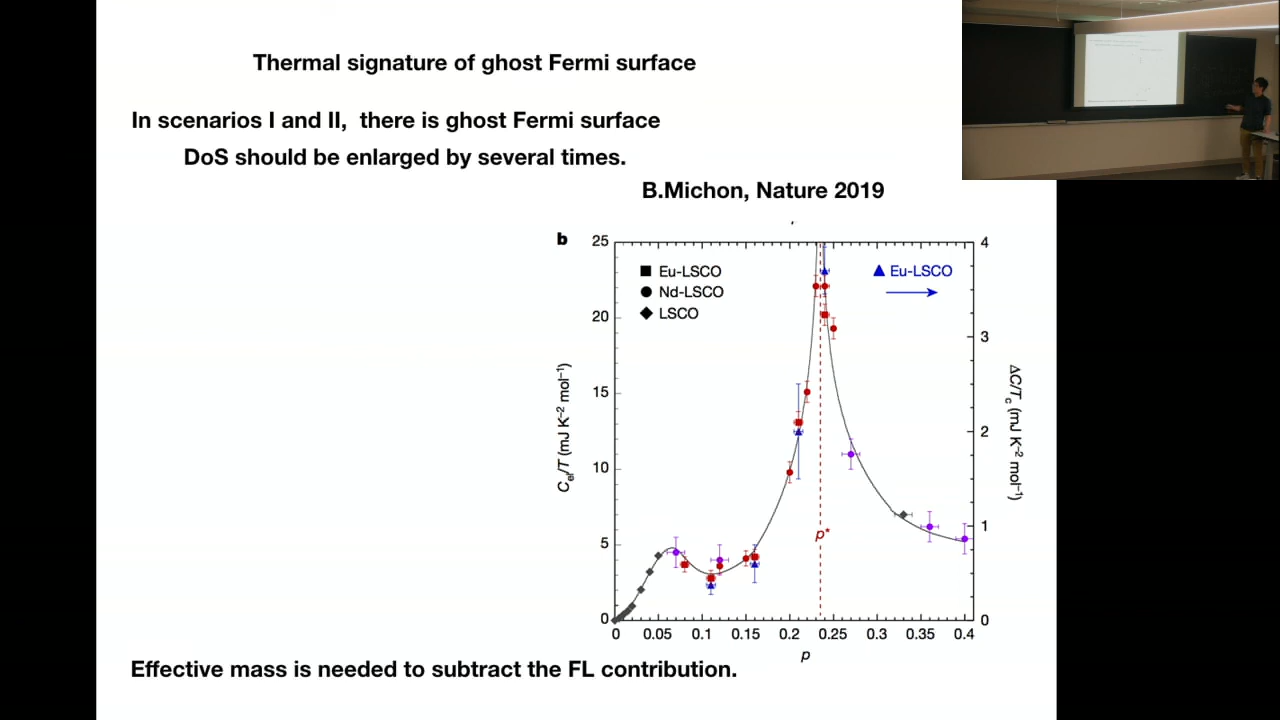 Thermal signature of ghost Fermi surface
In scenarios I and II, there is ghost Fermi surface
DoS should be enlarged by several times.
B.Michon, Nature 2019
b
25
20
15
10
5
0
4
3
2
1
0
Eu-LSCO
Nd-LSCO
LSCO
Eu-LSCO
p*
C_el/T (mJ K⁻² mol⁻¹)
ΔC/T_c (mJ K⁻² mol⁻¹)
0 0.05 0.1 0.15 0.2 0.25 0.3 0.35 0.4
p
Effective mass is needed to subtract the FL contribution.